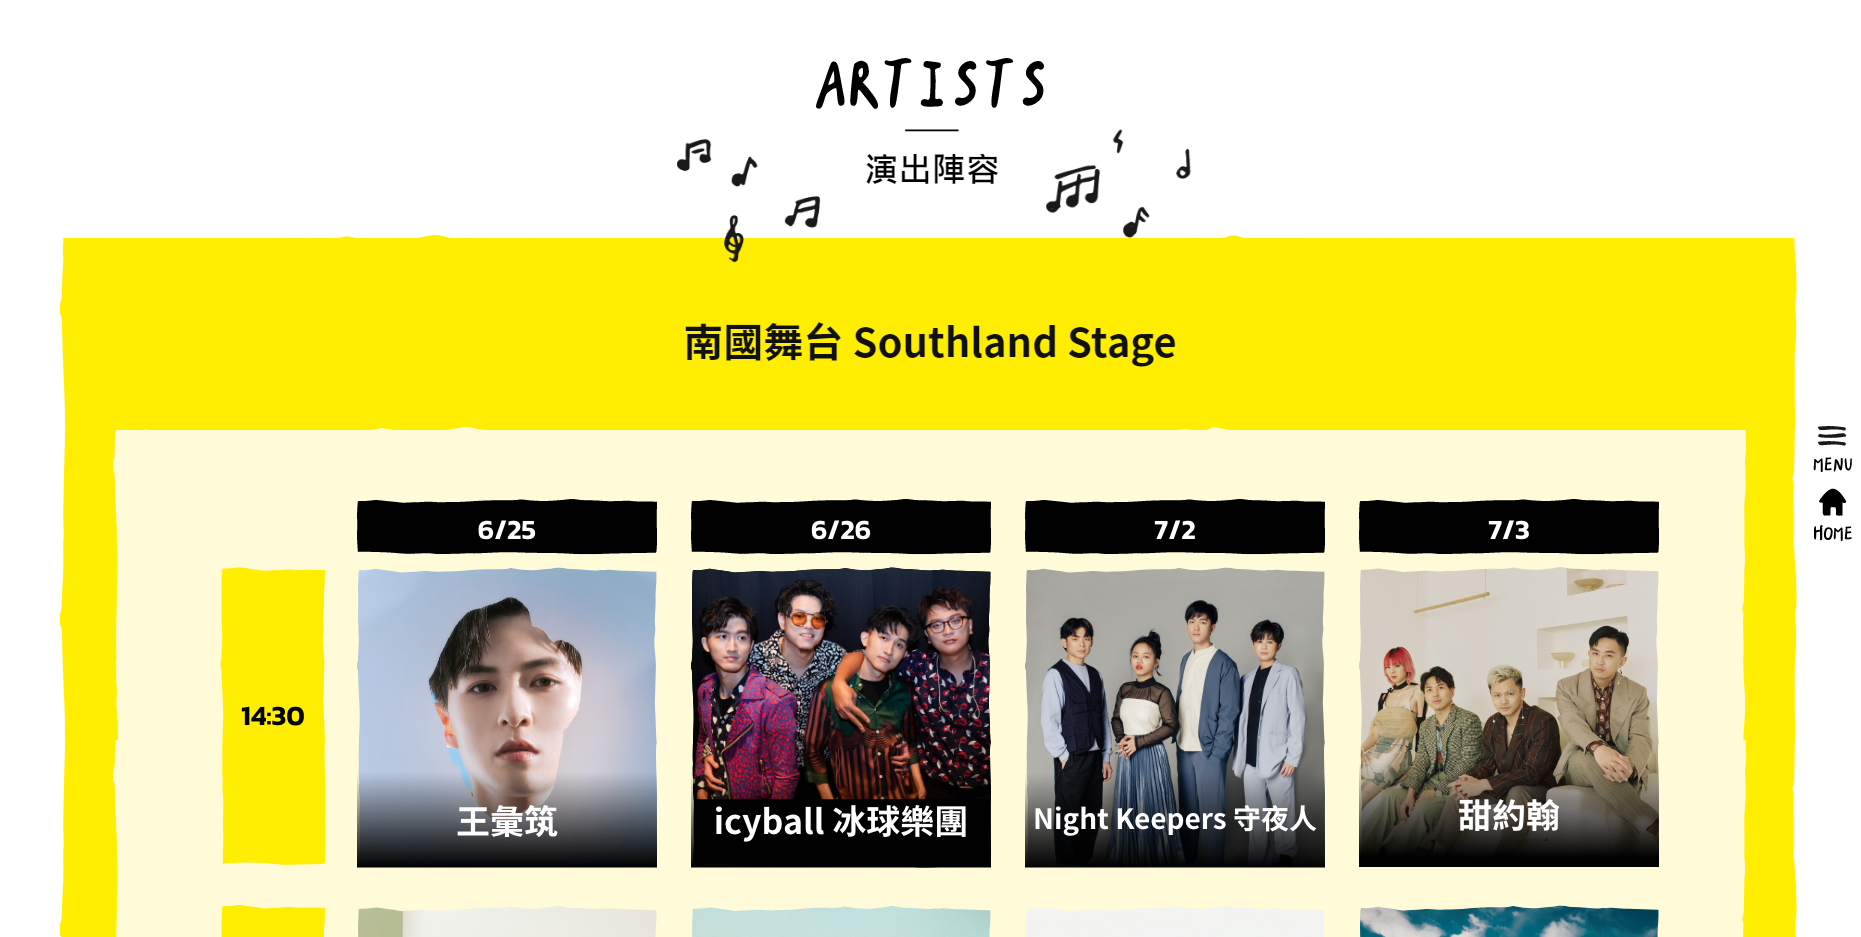 ARTISTS
演出陣容
南國舞台 Southland Stage
MENU
HOME
6/25
6/26
7/2
7/3
14:30
王彙筑
icyball 冰球樂團
Night Keepers 守夜人
甜約翰